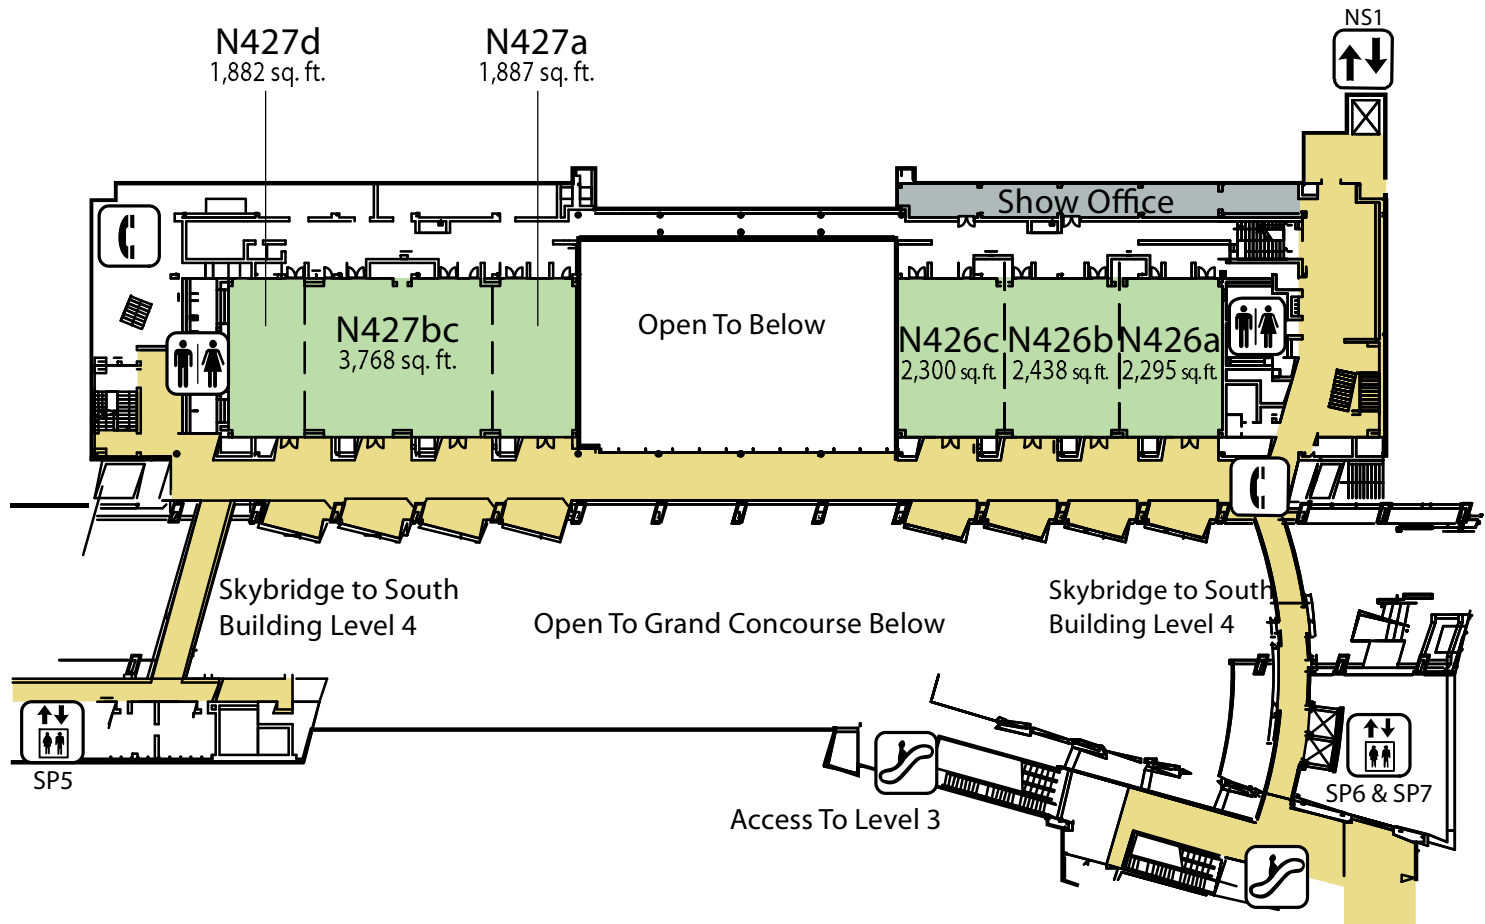 NS1
N427d
1,882 sq. ft.
N427a
1,887 sq. ft.
Show Office
N427bc
3,768 sq. ft.
Open To Below
N426c
2,300 sq. ft.
N426b
2,438 sq. ft.
N426a
2,295 sq. ft.
Skybridge to South
Building Level 4
Open To Grand Concourse Below
Skybridge to South
Building Level 4
SP5
Access To Level 3
SP6 & SP7